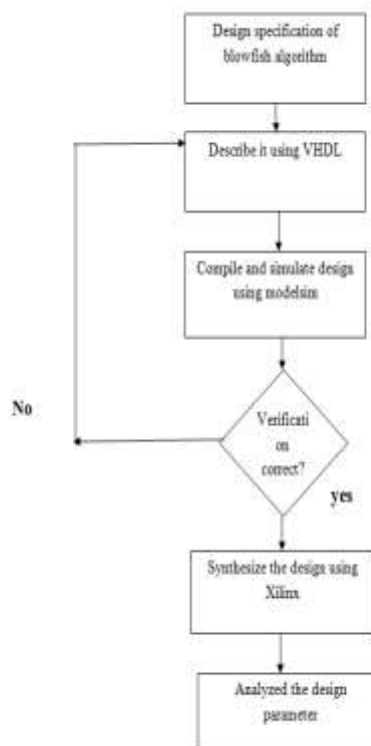 Design specification of
blowfish algorithm
Describe it using VHDL
Compile and simulate design
using modelsim
No
Verificati
on
correct?
yes
Synthesize the design using
Xilinx
Analyzed the design
parameter